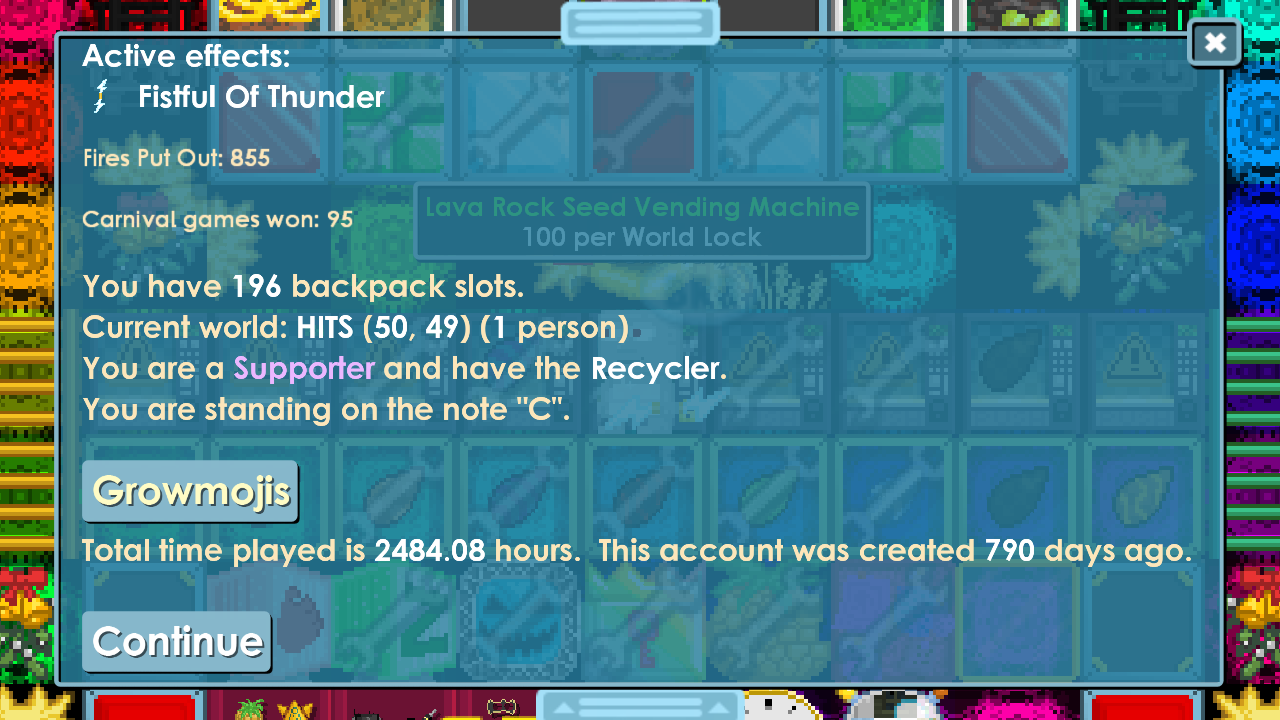 Active effects:
Fistful Of Thunder
Fires Put Out: 855
Carnival games won: 95
Lava Rock Seed Vending Machine
100 per World Lock
You have 196 backpack slots.
Current world: HITS (50, 49) (1 person)
You are a Supporter and have the Recycler.
You are standing on the note "C".
Growmojis
Total time played is 2484.08 hours.  This account was created 790 days ago.
Continue